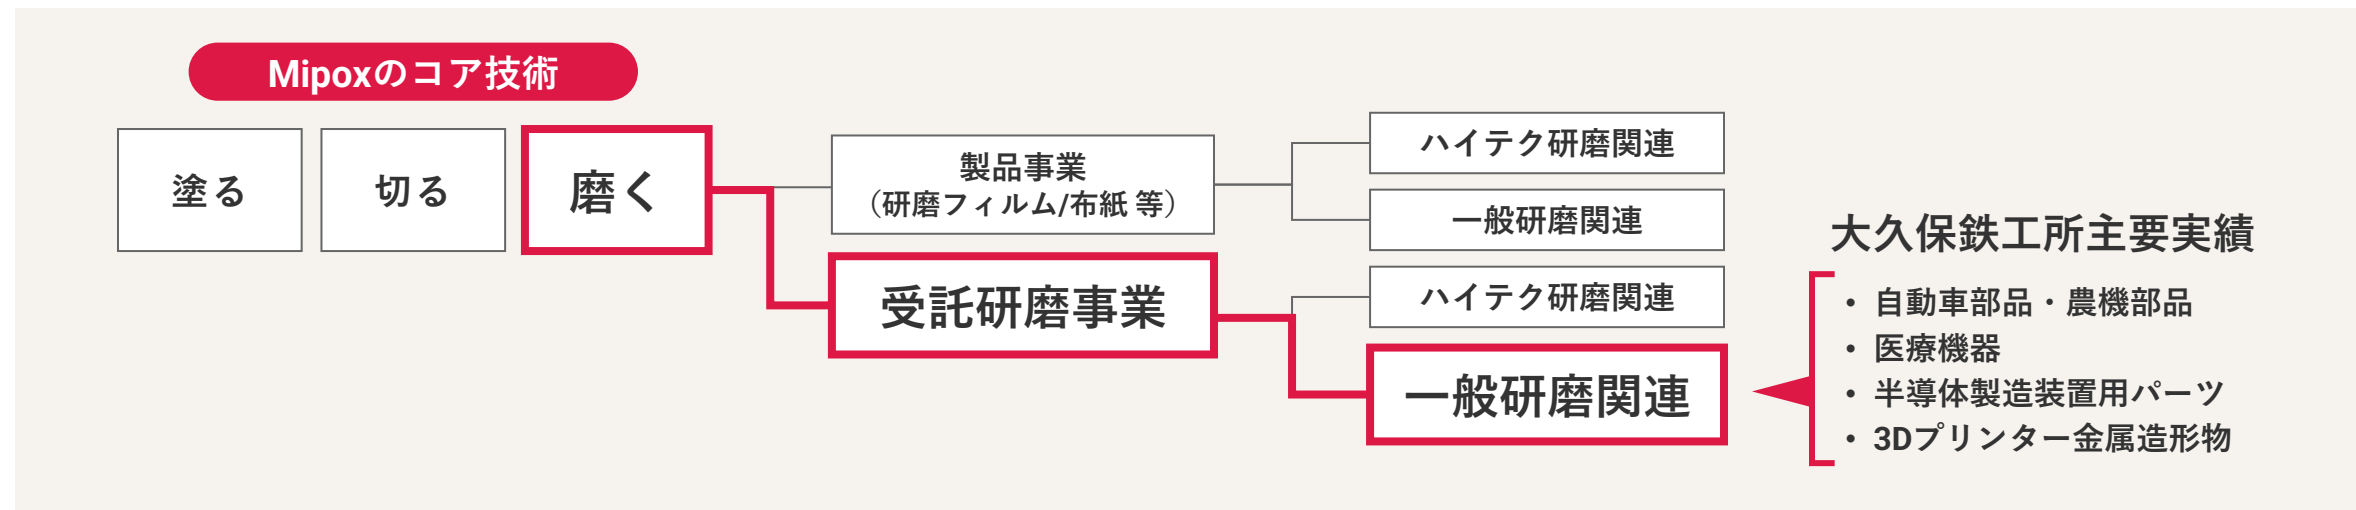 Mipoxのコア技術
塗る
切る
磨く
製品事業
（研磨フィルム/布紙 等）
受託研磨事業
ハイテク研磨関連
一般研磨関連
ハイテク研磨関連
一般研磨関連
大久保鉄工所主要実績
・ 自動車部品・農機部品
・ 医療機器
・ 半導体製造装置用パーツ
・ 3Dプリンター金属造形物